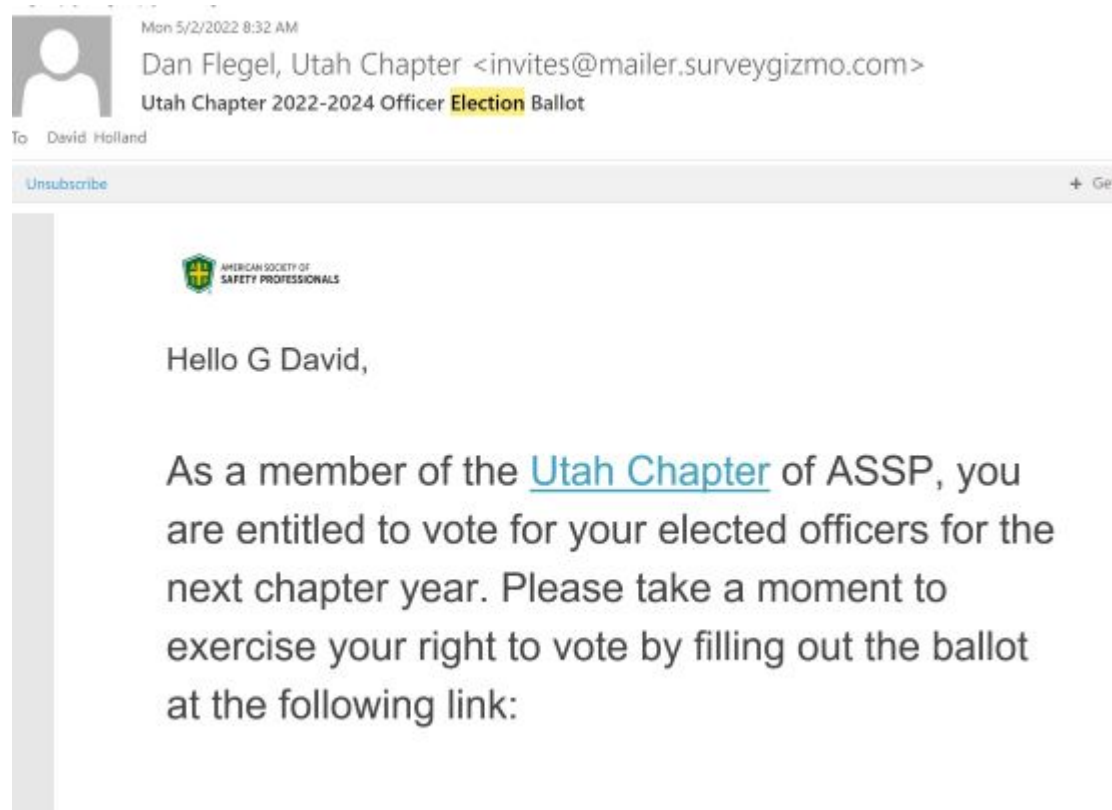 Mon 5/2/2022 8:32 AM
Dan Flegel, Utah Chapter <invites@mailer.surveygizmo.com>
Utah Chapter 2022-2024 Officer Election Ballot
To David Holland
Unsubscribe
+ Ge
AMERICAN SOCIETY OF
SAFETY PROFESSIONALS
Hello G David,
As a member of the Utah Chapter of ASSP, you
are entitled to vote for your elected officers for the
next chapter year. Please take a moment to
exercise your right to vote by filling out the ballot
at the following link: